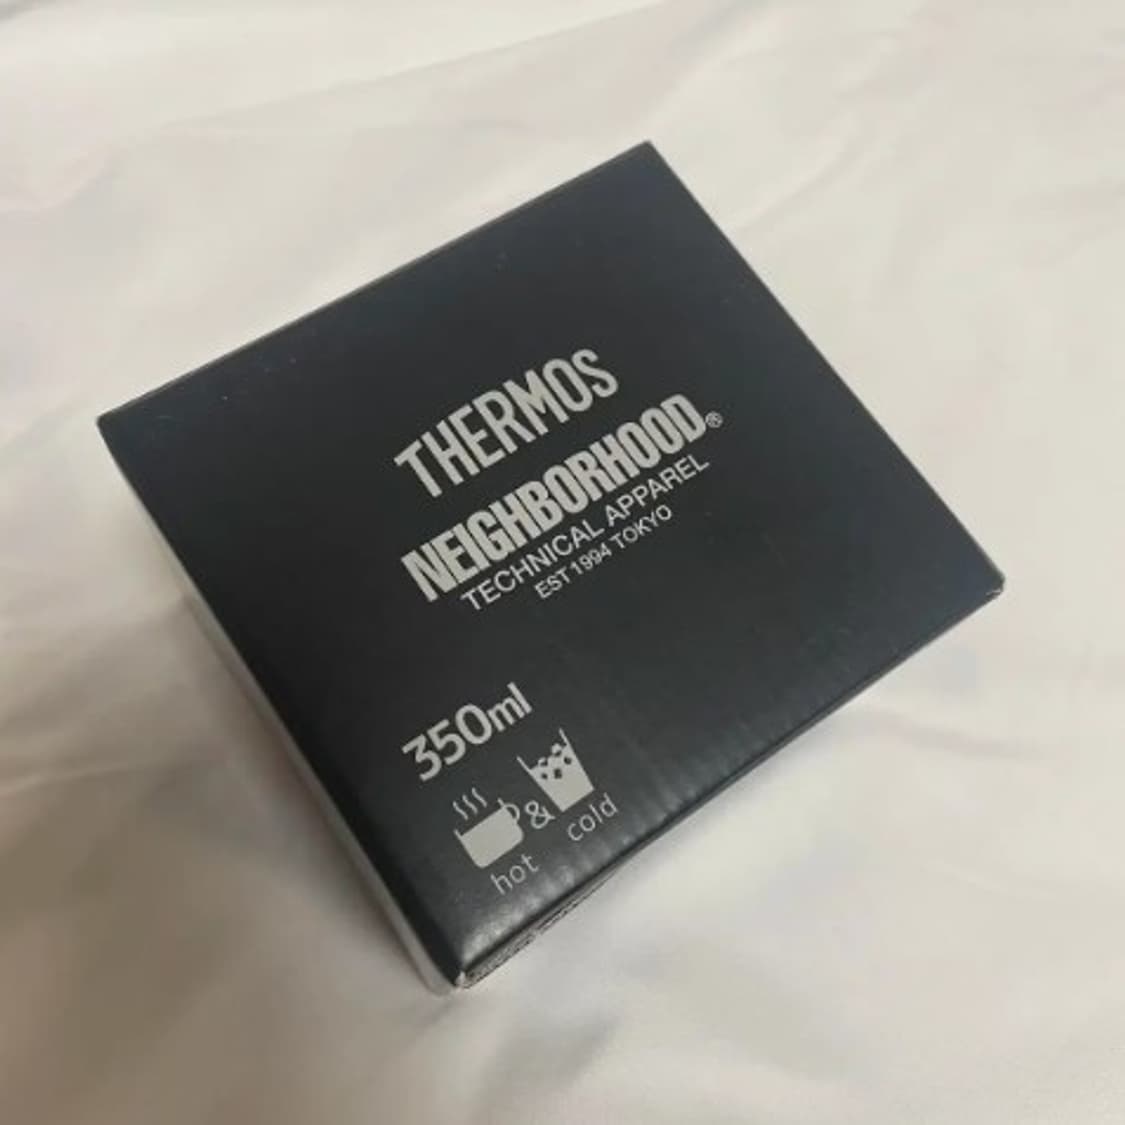 THERMOS
NEIGHBORHOOD®
TECHNICAL APPAREL
EST 1994 TOKYO
350ml
hot & cold